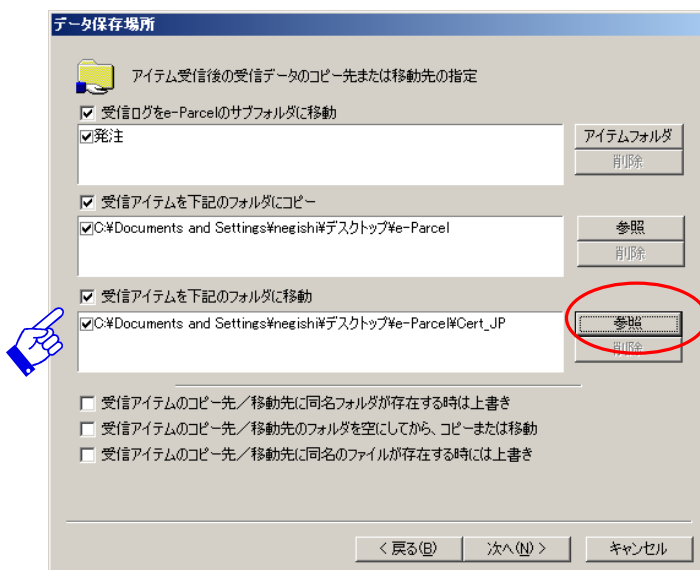 データ保存場所
アイテム受信後の受信データのコピー先または移動先の指定
受信ログをe-Parcelのサブフォルダに移動
発注
アイテムフォルダ
削除
受信アイテムを下記のフォルダにコピー
C:¥Documents and Settings¥negishi¥デスクトップ¥e-Parcel
参照
削除
受信アイテムを下記のフォルダに移動
C:¥Documents and Settings¥negishi¥デスクトップ¥e-Parcel¥Cert_JP
参照
削除
受信アイテムのコピー先／移動先に同名フォルダが存在する時は上書き
受信アイテムのコピー先／移動先のフォルダを空にしてから、コピーまたは移動
受信アイテムのコピー先／移動先に同名のファイルが存在する時には上書き
< 戻る(B)
次へ(N) >
キャンセル